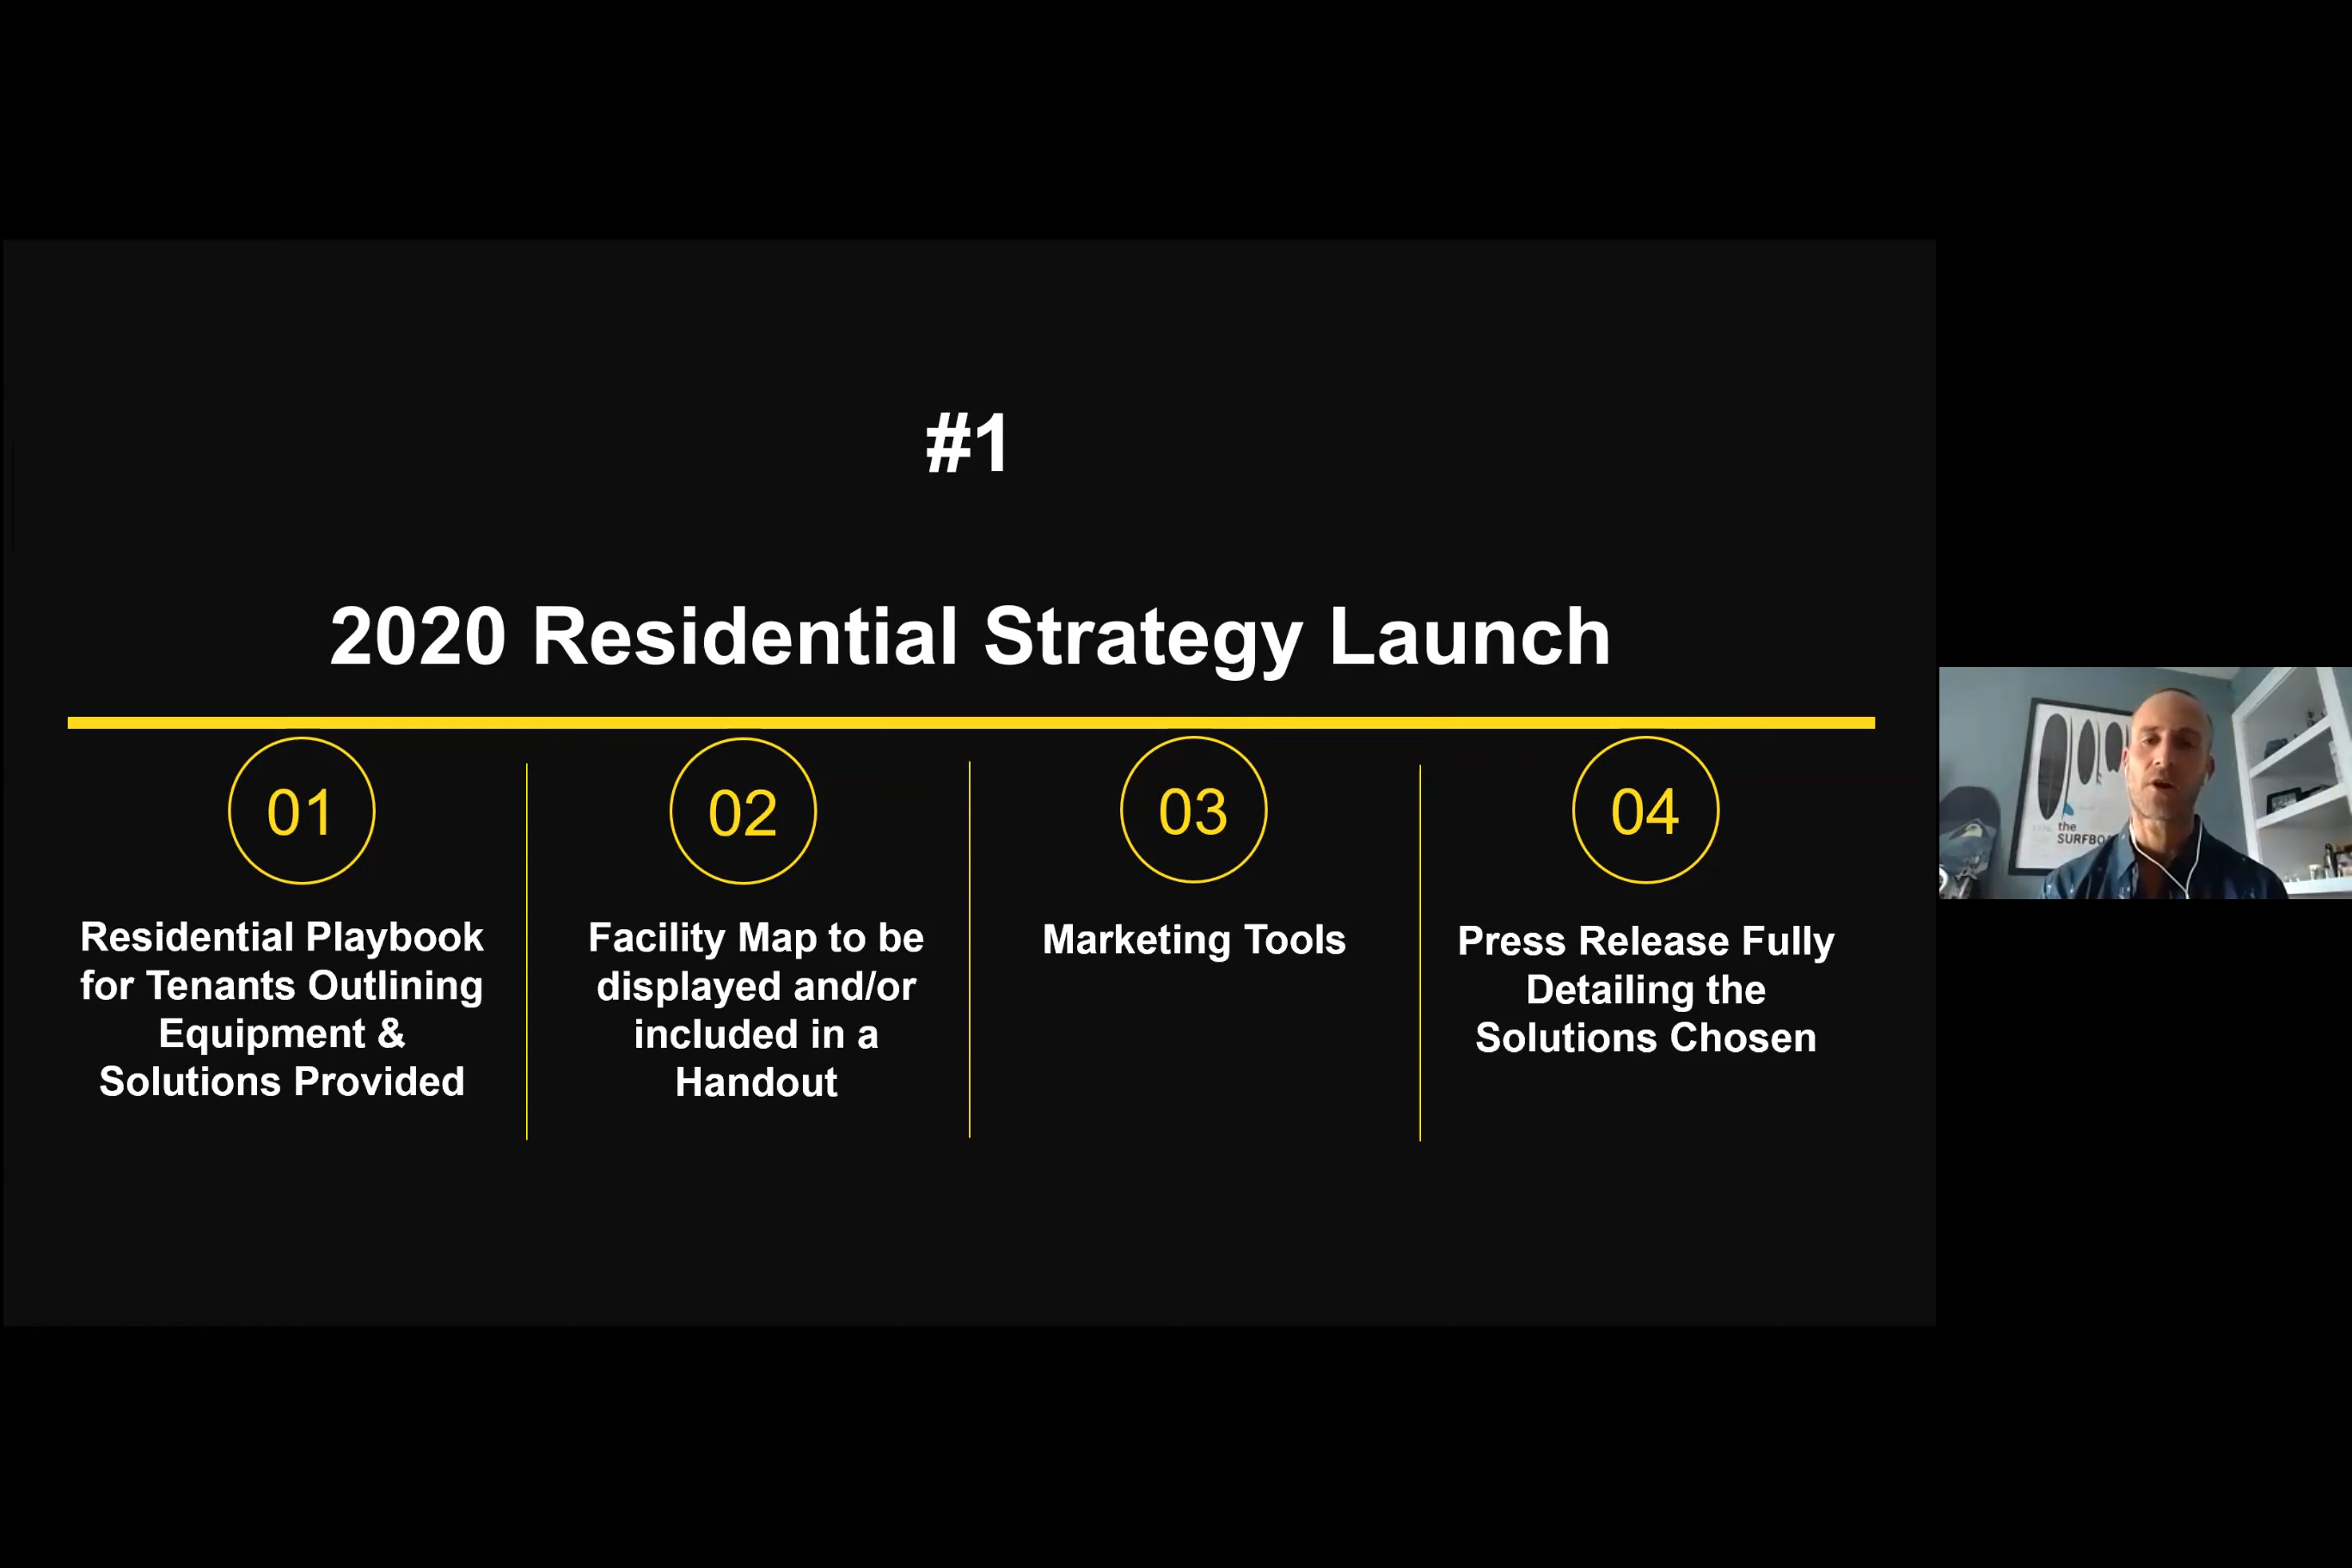 #1
2020 Residential Strategy Launch
01
Residential Playbook
for Tenants Outlining
Equipment &
Solutions Provided
02
Facility Map to be
displayed and/or
included in a
Handout
03
Marketing Tools
04
Press Release Fully
Detailing the
Solutions Chosen
the